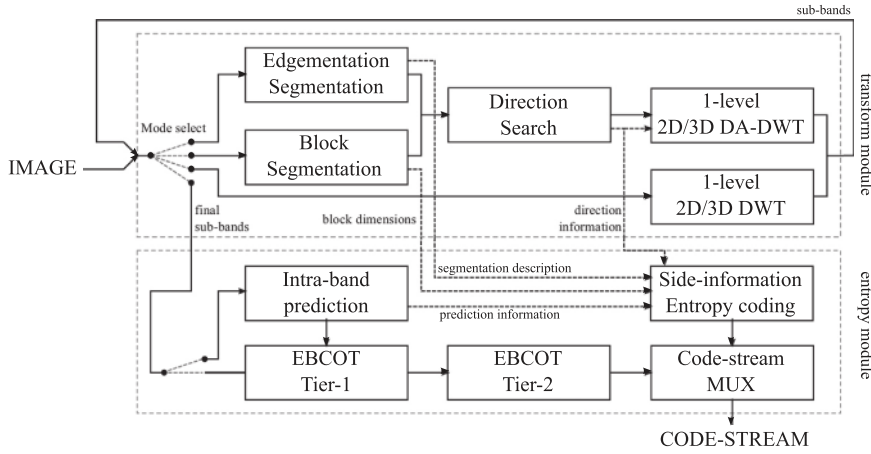 sub-bands
Edgementation
Segmentation
Direction
Search
1-level
2D/3D DA-DWT
transform module
Mode select
Block
Segmentation
IMAGE
1-level
2D/3D DWT
final
sub-bands
block dimensions
direction
information
segmentation description
Intra-band
prediction
Side-information
Entropy coding
entropy module
prediction information
EBCOT
Tier-1
EBCOT
Tier-2
Code-stream
MUX
CODE-STREAM